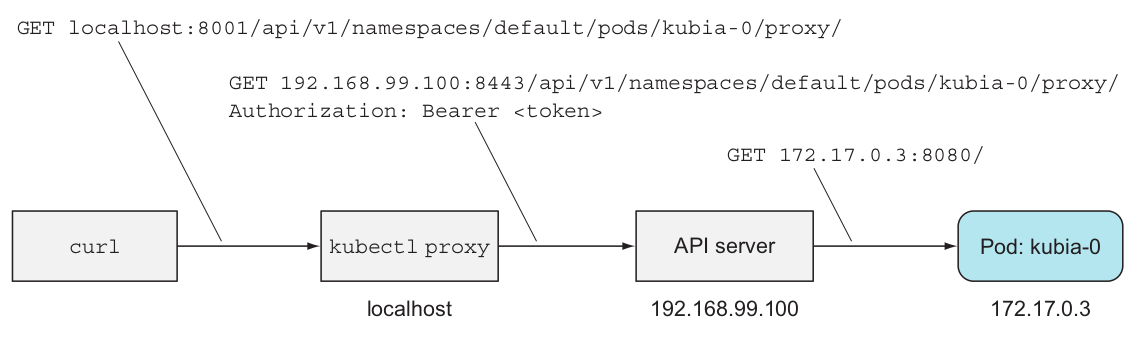 GET localhost:8001/api/v1/namespaces/default/pods/kubia-0/proxy/
GET 192.168.99.100:8443/api/v1/namespaces/default/pods/kubia-0/proxy/
Authorization: Bearer <token>
GET 172.17.0.3:8080/
curl
kubectl proxy
API server
Pod: kubia-0
localhost
192.168.99.100
172.17.0.3